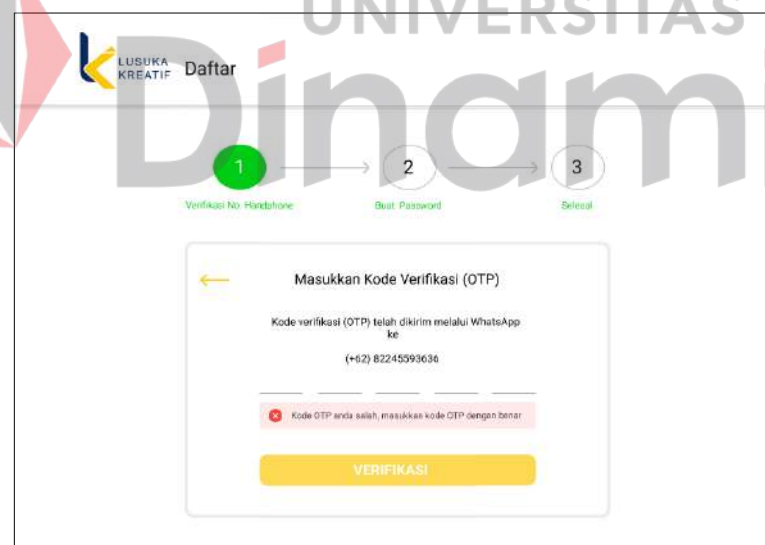 UNIVERSITAS
Dinami
LUSUKA
KREATIF
Daftar
1
2
3
Verifikasi No. Handphone
Buat Password
Selesai
Masukkan Kode Verifikasi (OTP)
Kode verifikasi (OTP) telah dikirim melalui WhatsApp
ke
(+62) 82245593636
Kode OTP anda salah, masukkan kode OTP dengan benar
VERIFIKASI